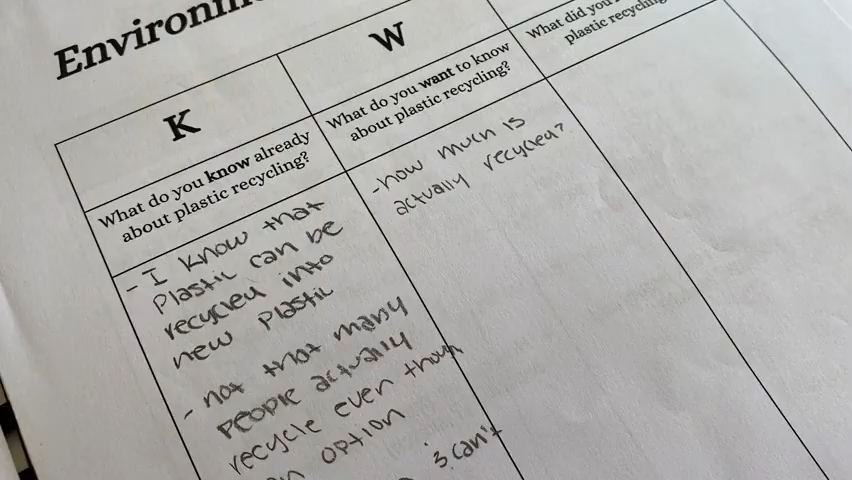 Environm
K
W
What do you know already
about plastic recycling?
What do you want to know
about plastic recycling?
What did you
plastic recycling
- I know that
Plastic can be
recycled into
new plastic
- not that many
people actually
recycle even though
an option
3 can't
- how much is
actually recycled?